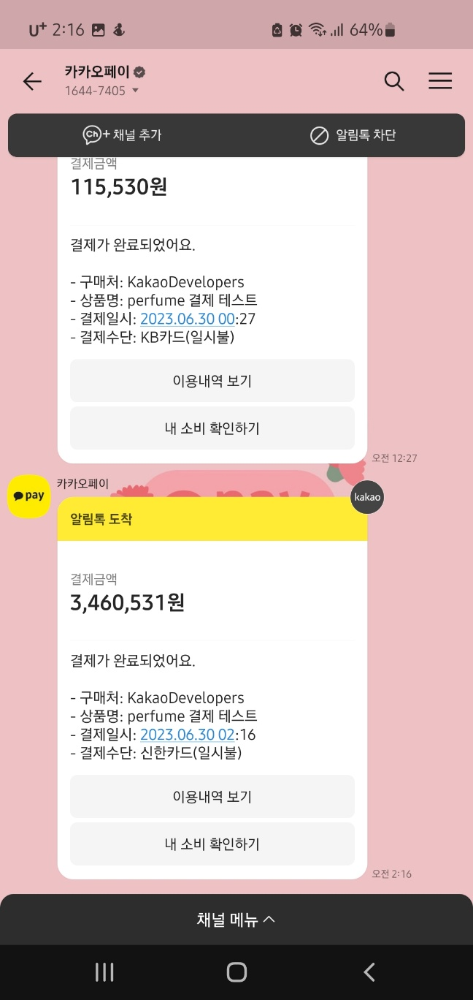 U+ 2:16 64%
카카오페이
1644-7405
Ch+ 채널 추가 알림톡 차단
결제금액
115,530원
결제가 완료되었어요.
- 구매처: KakaoDevelopers
- 상품명: perfume 결제 테스트
- 결제일시: 2023.06.30 00:27
- 결제수단: KB카드(일시불)
이용내역 보기
내 소비 확인하기
오전 12:27
pay 카카오페이
kakao
알림톡 도착
결제금액
3,460,531원
결제가 완료되었어요.
- 구매처: KakaoDevelopers
- 상품명: perfume 결제 테스트
- 결제일시: 2023.06.30 02:16
- 결제수단: 신한카드(일시불)
이용내역 보기
내 소비 확인하기
오전 2:16
채널 메뉴